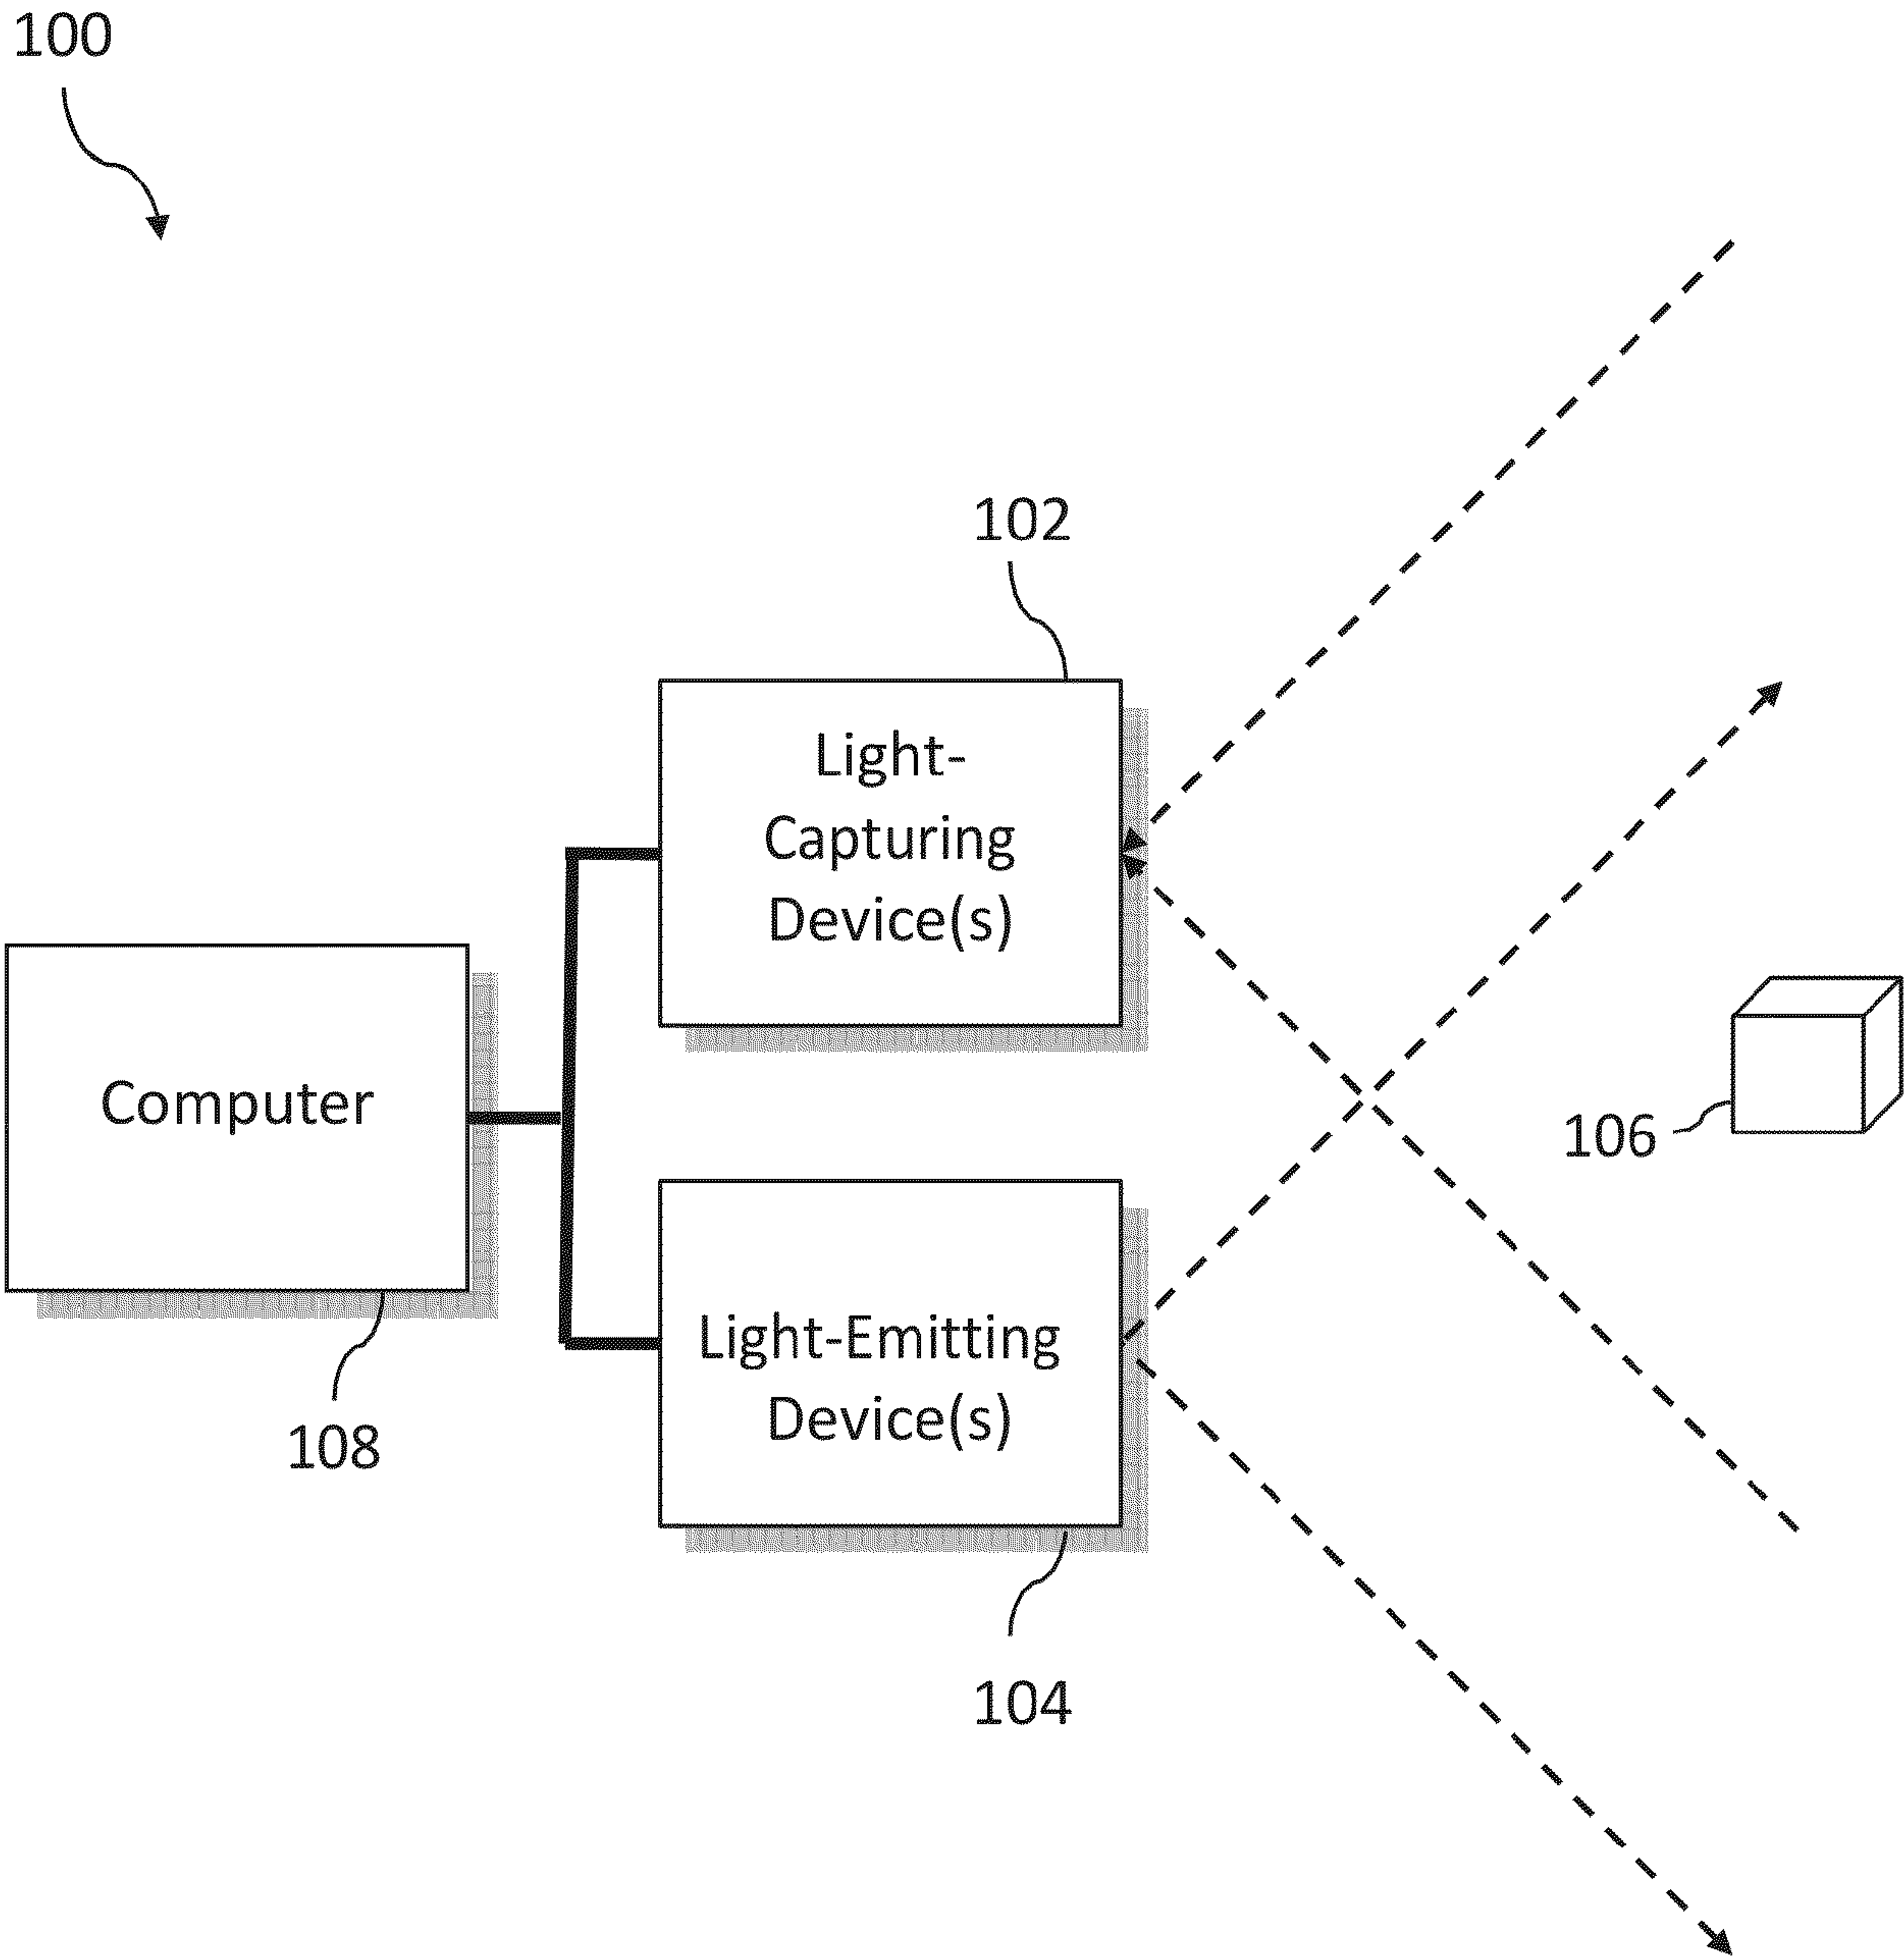 100
102
Light-
Capturing
Device(s)
Computer
106
Light-Emitting
Device(s)
108
104